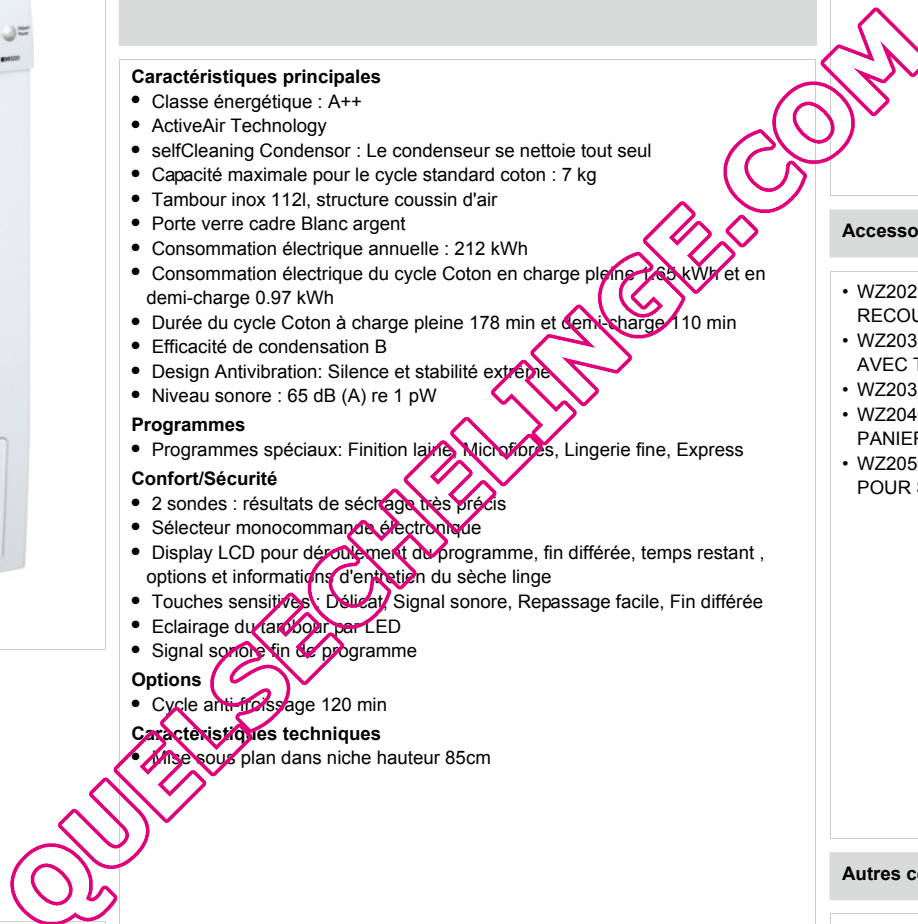 Caractéristiques principales
• Classe énergétique : A++
• ActiveAir Technology
• selfCleaning Condensor : Le condenseur se nettoie tout seul
• Capacité maximale pour le cycle standard coton : 7 kg
• Tambour inox 112l, structure coussin d'air
• Porte verre cadre Blanc argent
• Consommation électrique annuelle : 212 kWh
• Consommation électrique du cycle Coton en charge pleine 1.65 kWh et en
demi-charge 0.97 kWh
• Durée du cycle Coton à charge pleine 178 min et demi-charge 110 min
• Efficacité de condensation B
• Design Antivibration: Silence et stabilité extrême
• Niveau sonore : 65 dB (A) re 1 pW
Programmes
• Programmes spéciaux: Finition laine, Microfibres, Lingerie fine, Express
Confort/Sécurité
• 2 sondes : résultats de séchage très précis
• Sélecteur monocommande électronique
• Display LCD pour déroulement du programme, fin différée, temps restant ,
options et informations d'entretien du sèche linge
• Touches sensitives : Délicat, Signal sonore, Repassage facile, Fin différée
• Eclairage du tambour par LED
• Signal sonore fin de programme
Options
• Cycle anti-froissage 120 min
Caractéristiques techniques
• Mise sous plan dans niche hauteur 85cm
Accesso
• WZ202
RECOU
• WZ203
AVEC T
• WZ203
• WZ204
PANIER
• WZ205
POUR S
Autres co
QUELSECHELINGE.COM